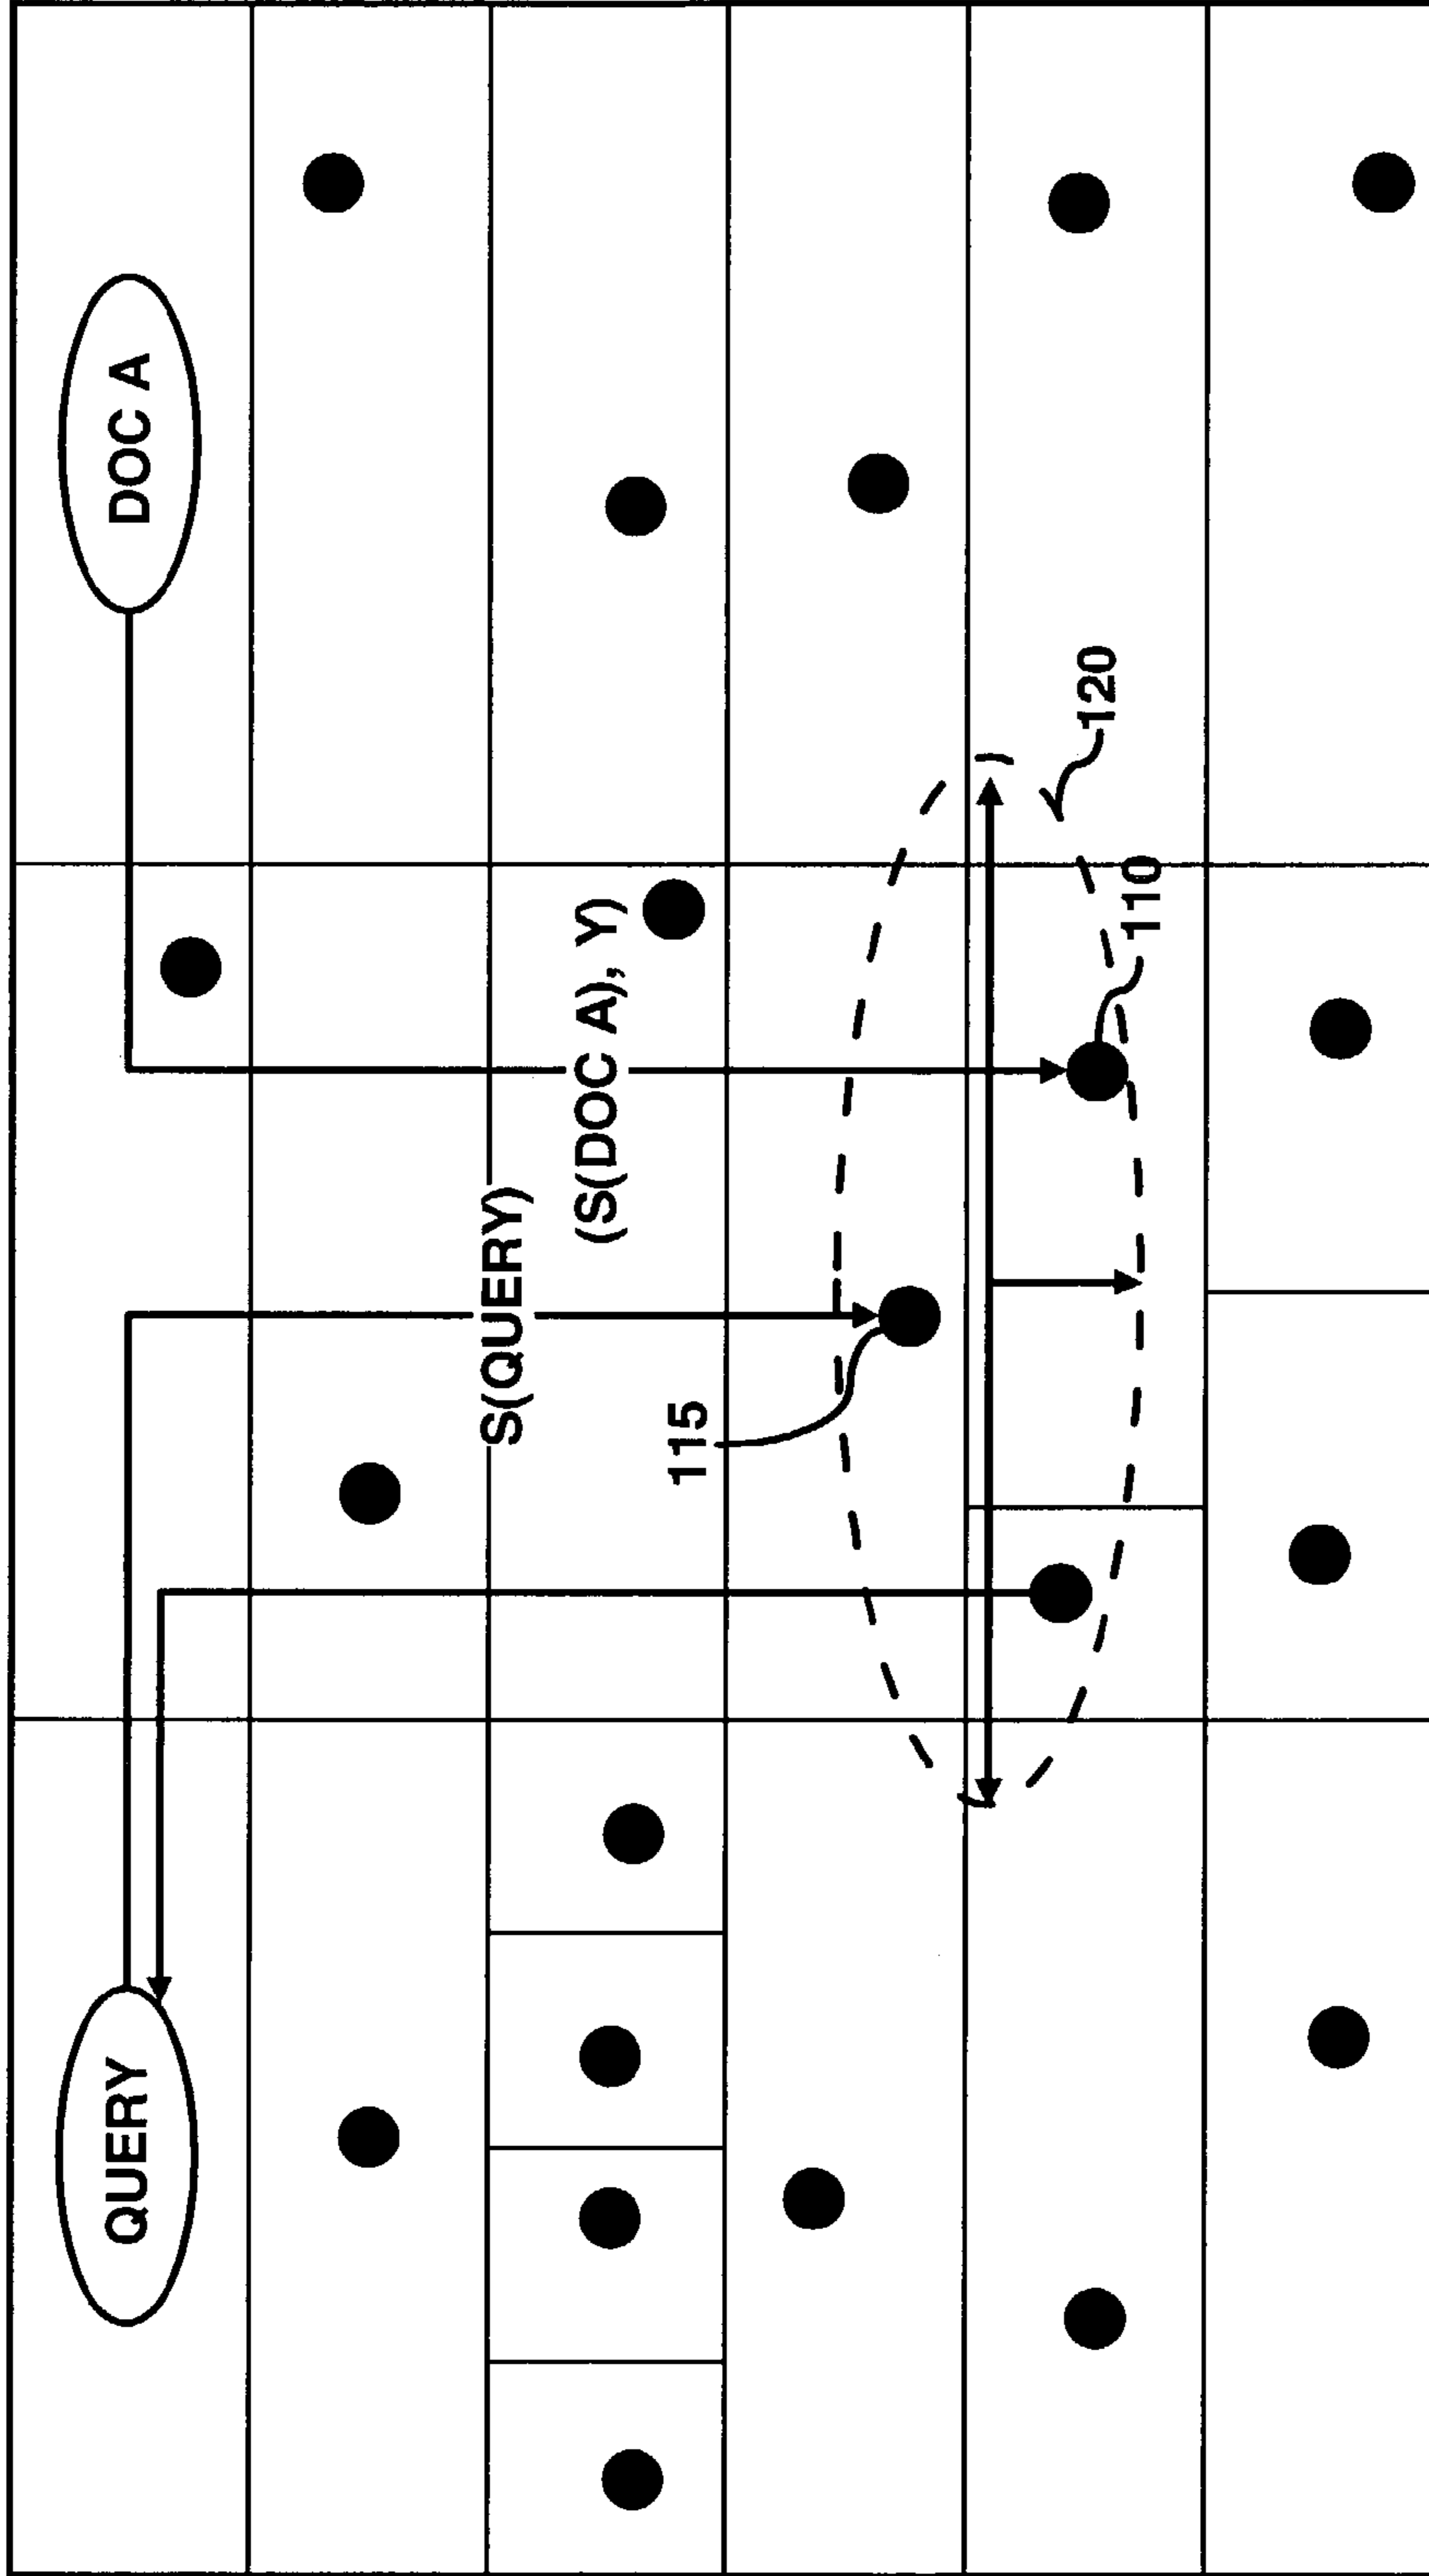 QUERY
DOC A
S(QUERY)
(S(DOC A), Y)
115
110
120